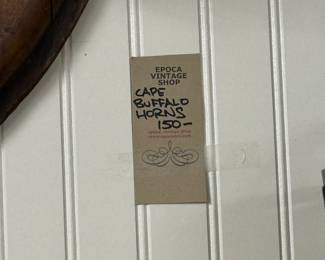 EPOCA
VINTAGE
SHOP
CAPE
BUFFALO
HORNS
150-